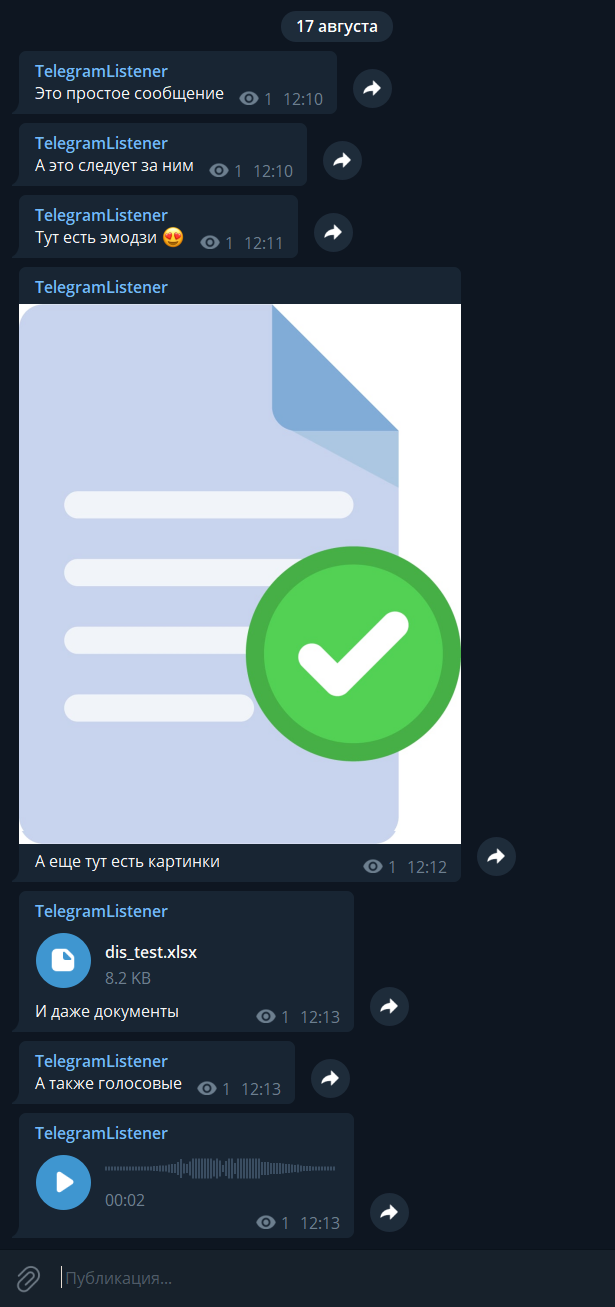 17 августа
TelegramListener
Это простое сообщение 1 12:10
TelegramListener
А это следует за ним 1 12:10
TelegramListener
Тут есть эмодзи 😍 1 12:11
TelegramListener
А еще тут есть картинки 1 12:12
TelegramListener
dis_test.xlsx
8.2 KB
И даже документы 1 12:13
TelegramListener
А также голосовые 1 12:13
TelegramListener
00:02
1 12:13
Публикация...